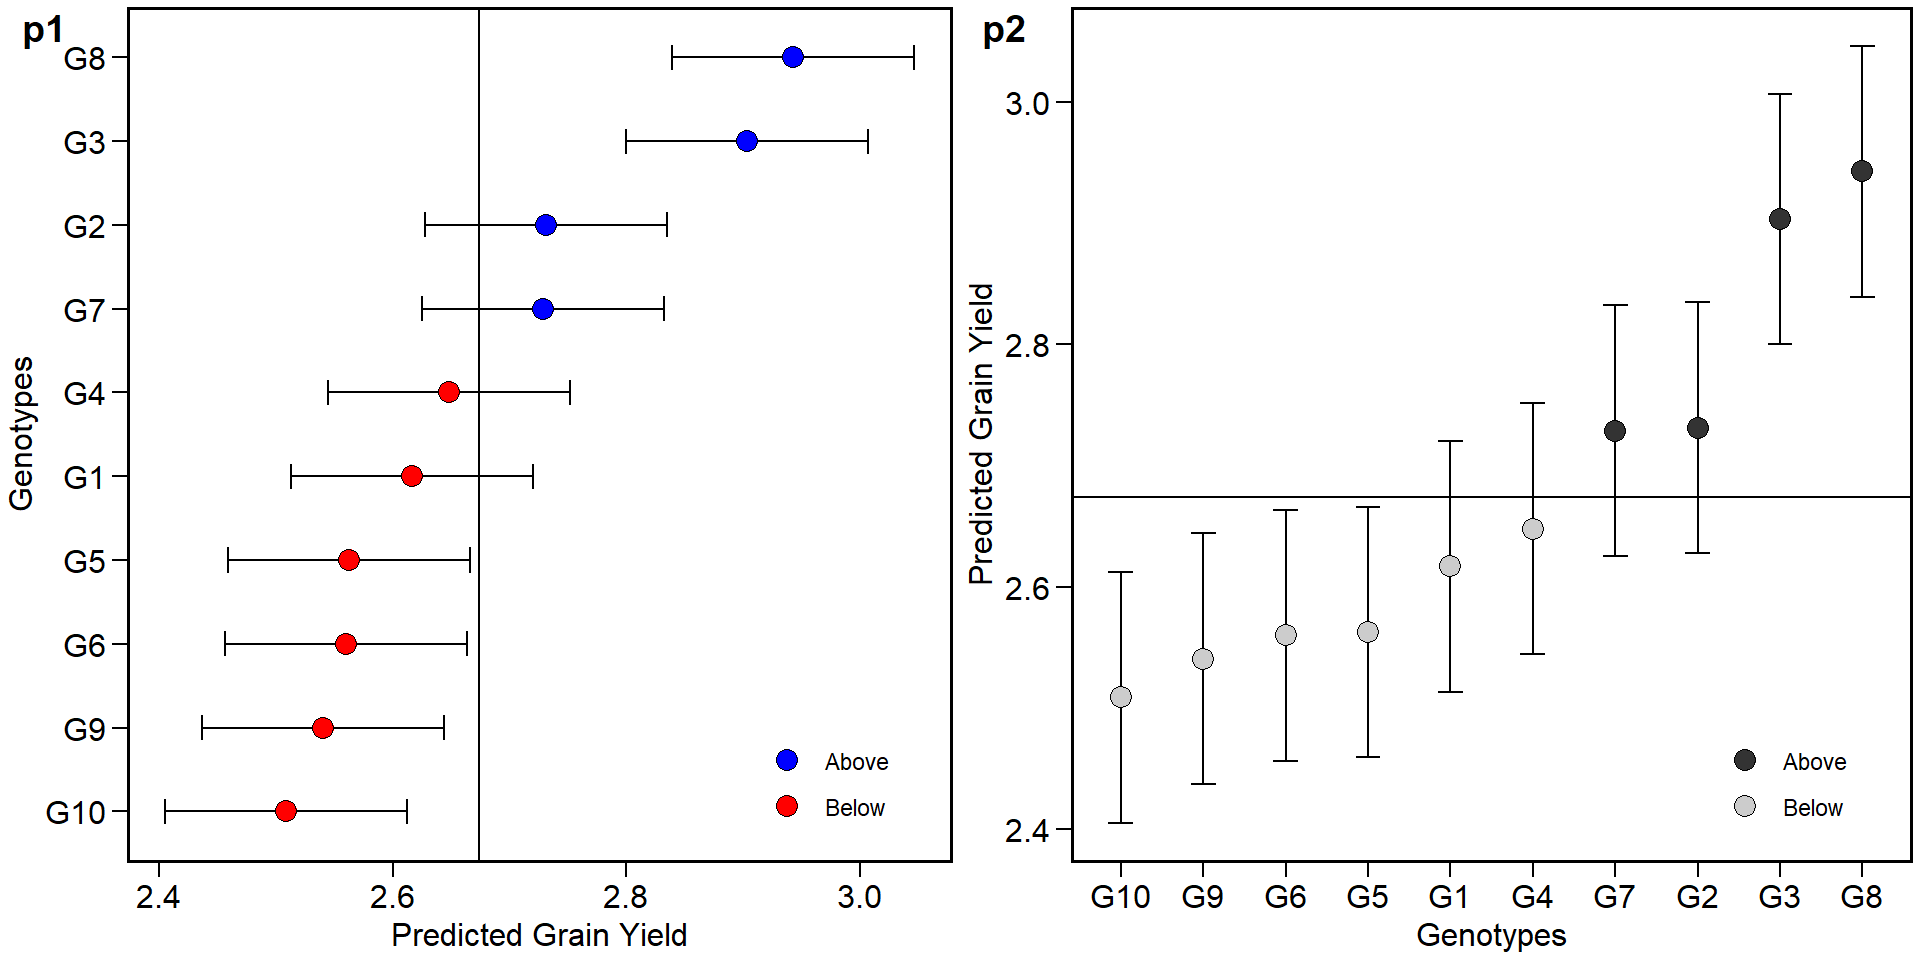 p1
G8
G3
G2
G7
G4
G1
G5
G6
G9
G10
Genotypes
2.4 2.6 2.8 3.0
Predicted Grain Yield
Above
Below
p2
3.0
2.8
2.6
2.4
Predicted Grain Yield
G10 G9 G6 G5 G1 G4 G7 G2 G3 G8
Genotypes
Above
Below